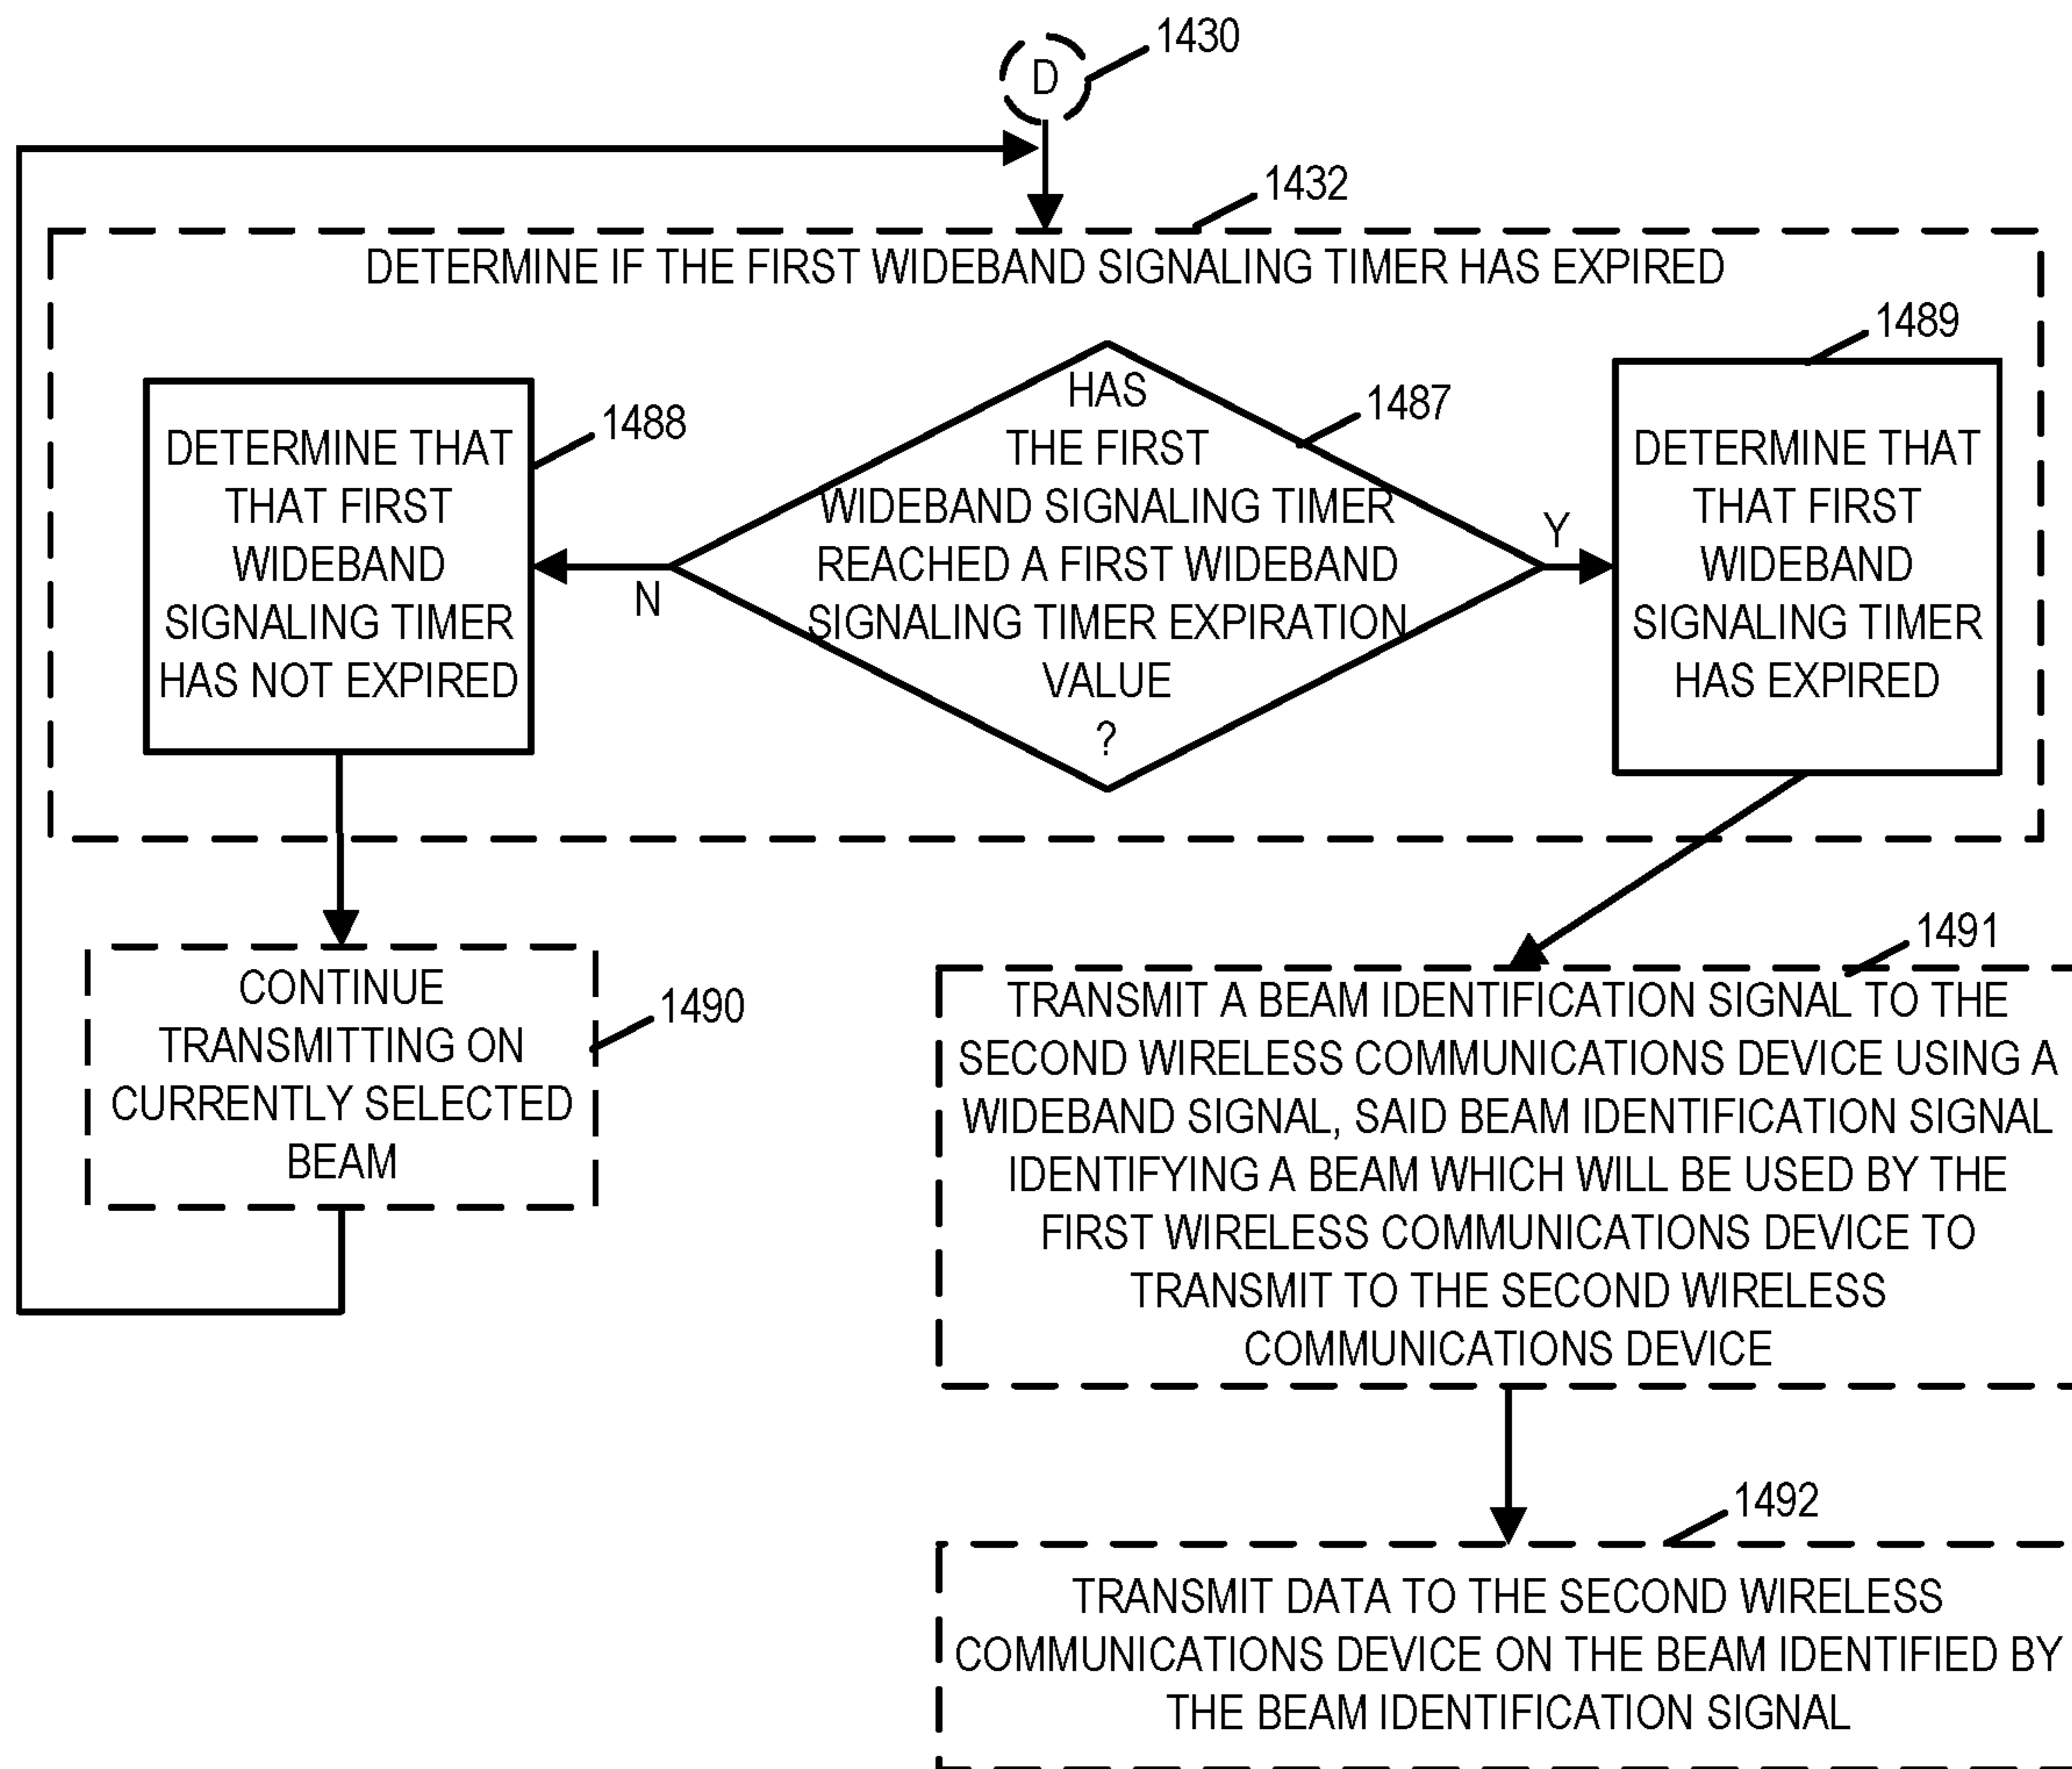 1430
D
1432
DETERMINE IF THE FIRST WIDEBAND SIGNALING TIMER HAS EXPIRED
1488
DETERMINE THAT
THAT FIRST
WIDEBAND
SIGNALING TIMER
HAS NOT EXPIRED
N
1487
HAS
THE FIRST
WIDEBAND SIGNALING TIMER
REACHED A FIRST WIDEBAND
SIGNALING TIMER EXPIRATION
VALUE
?
Y
1489
DETERMINE THAT
THAT FIRST
WIDEBAND
SIGNALING TIMER
HAS EXPIRED
1490
CONTINUE
TRANSMITTING ON
CURRENTLY SELECTED
BEAM
1491
TRANSMIT A BEAM IDENTIFICATION SIGNAL TO THE
SECOND WIRELESS COMMUNICATIONS DEVICE USING A
WIDEBAND SIGNAL, SAID BEAM IDENTIFICATION SIGNAL
IDENTIFYING A BEAM WHICH WILL BE USED BY THE
FIRST WIRELESS COMMUNICATIONS DEVICE TO
TRANSMIT TO THE SECOND WIRELESS
COMMUNICATIONS DEVICE
1492
TRANSMIT DATA TO THE SECOND WIRELESS
COMMUNICATIONS DEVICE ON THE BEAM IDENTIFIED BY
THE BEAM IDENTIFICATION SIGNAL